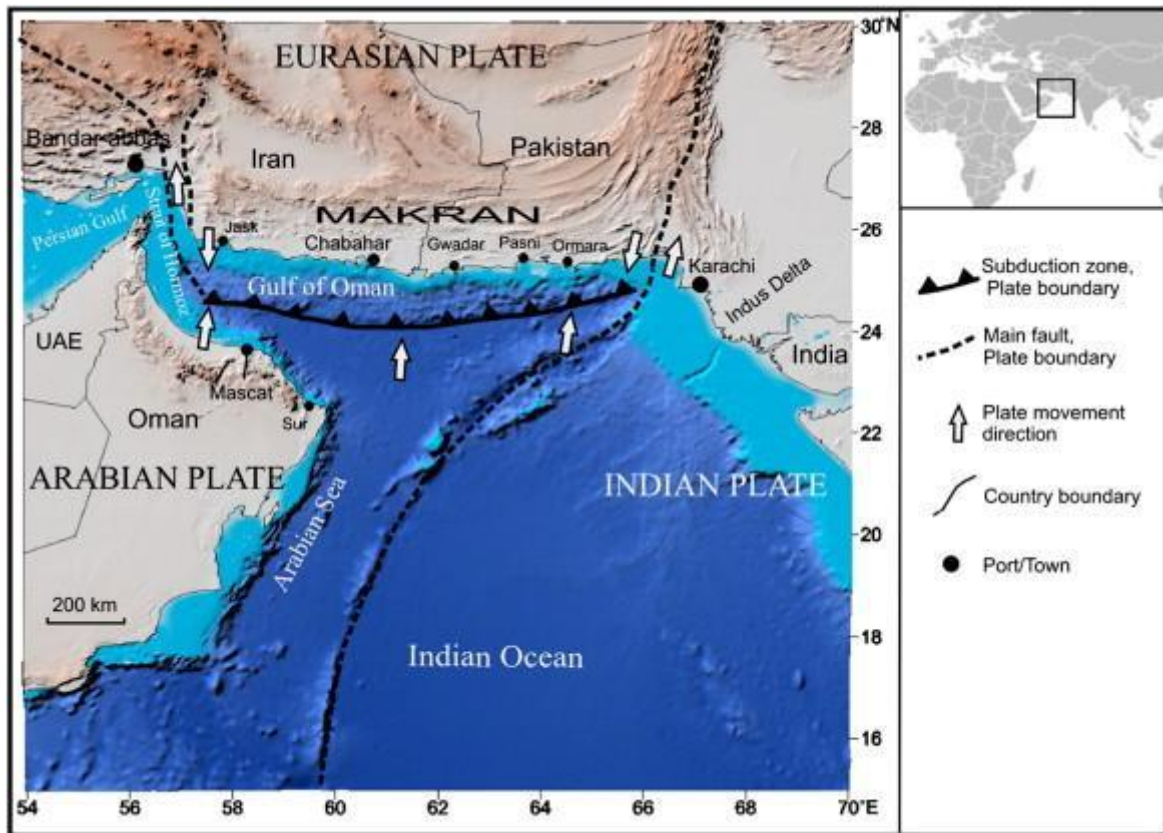 30°N
EURASIAN PLATE
28
Bandar-abbas
Iran
Pakistan
Persian Gulf
Strait of Hormoz
MAKRAN
26
Jask
Chabahar
Gwadar
Pasni
Ormara
Karachi
Gulf of Oman
Indus Delta
24
UAE
India
Mascat
Oman
Sur
22
ARABIAN PLATE
INDIAN PLATE
Arabian Sea
20
200 km
18
Indian Ocean
16
54
56
58
60
62
64
66
68
70°E
Subduction zone,
Plate boundary
Main fault,
Plate boundary
Plate movement
direction
Country boundary
Port/Town